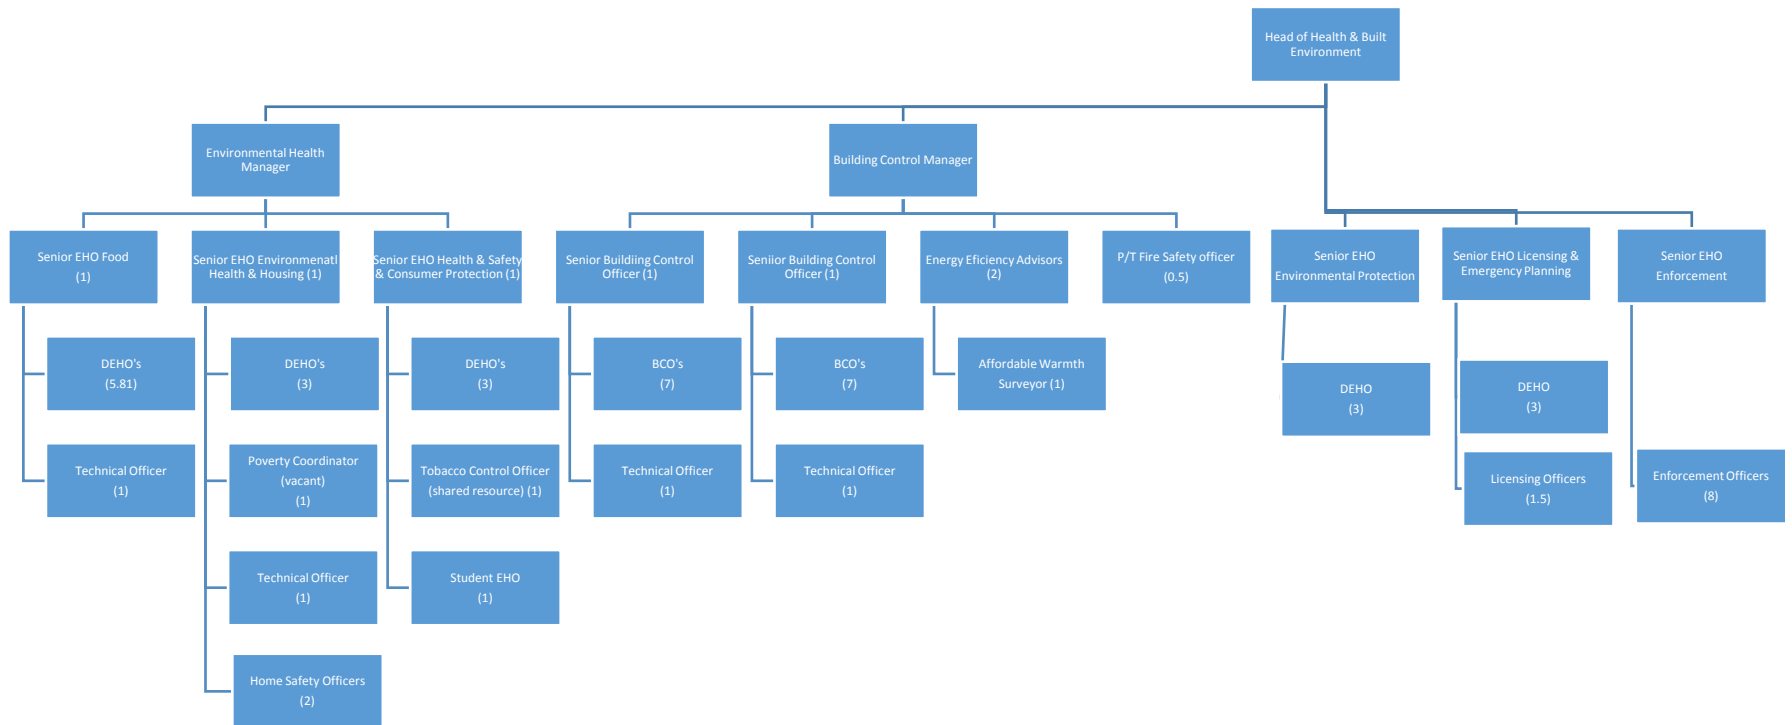 Head of Health & Built
Environment
Environmental Health
Manager
Building Control Manager
Senior EHO Food
(1)
Senior EHO Environmenatl
Health & Housing (1)
Senior EHO Health & Safety
& Consumer Protection (1)
Senior Buildiing Control
Officer (1)
Seniior Building Control
Officer (1)
Energy Eficiency Advisors
(2)
P/T Fire Safety officer
(0.5)
Senior EHO
Environmental Protection
Senior EHO Licensing &
Emergency Planning
Senior EHO
Enforcement
DEHO's
(5.81)
DEHO's
(3)
DEHO's
(3)
BCO's
(7)
BCO's
(7)
Affordable Warmth
Surveyor (1)
DEHO
(3)
DEHO
(3)
Technical Officer
(1)
Poverty Coordinator
(vacant)
(1)
Tobacco Control Officer
(shared resource) (1)
Technical Officer
(1)
Technical Officer
(1)
Licensing Officers
(1.5)
Enforcement Officers
(8)
Technical Officer
(1)
Student EHO
(1)
Home Safety Officers
(2)